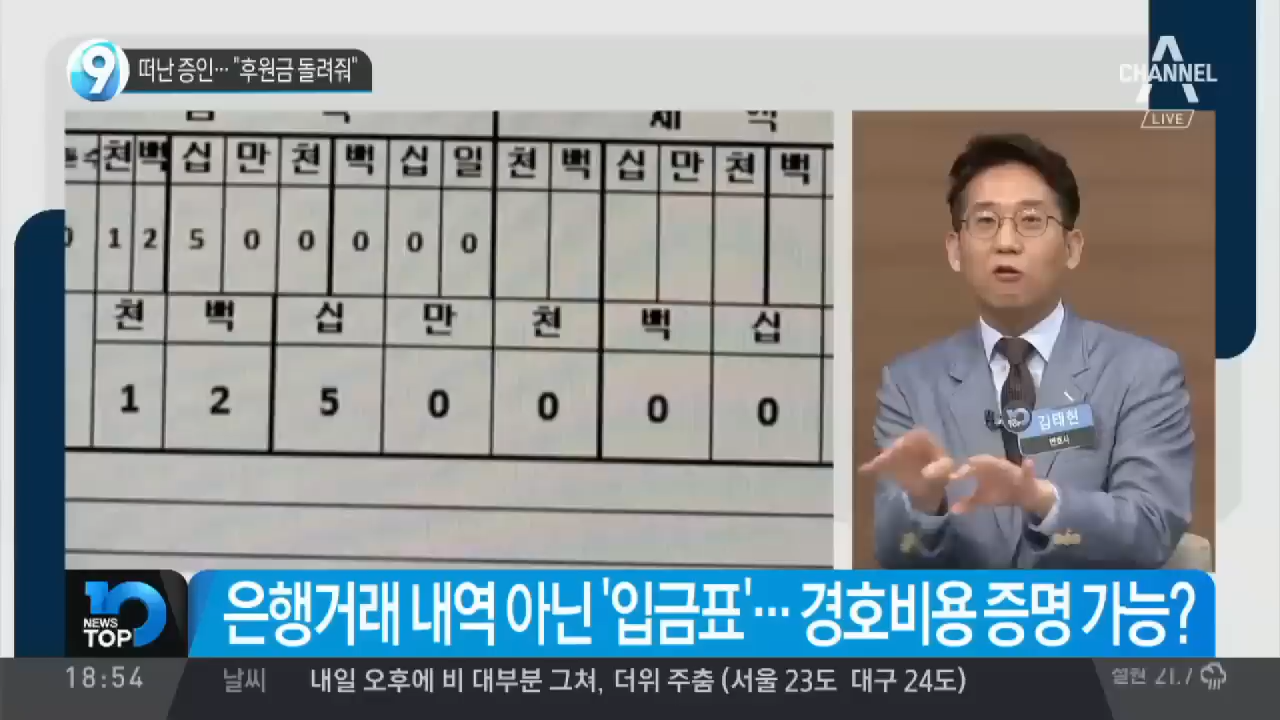 9 떠난 증인… "후원금 돌려줘"
CHANNEL A
LIVE
천 백 십 만 천 백 십 일 천 백 십 만 천 백
0 1 2 5 0 0 0 0 0
천 백 십 만 천 백 십
1 2 5 0 0 0 0
김태현
변호사
NEWS TOP 10
은행거래 내역 아닌 '입금표'… 경호비용 증명 가능?
18:54 날씨 내일 오후에 비 대부분 그쳐, 더위 주춤 (서울 23도 대구 24도)